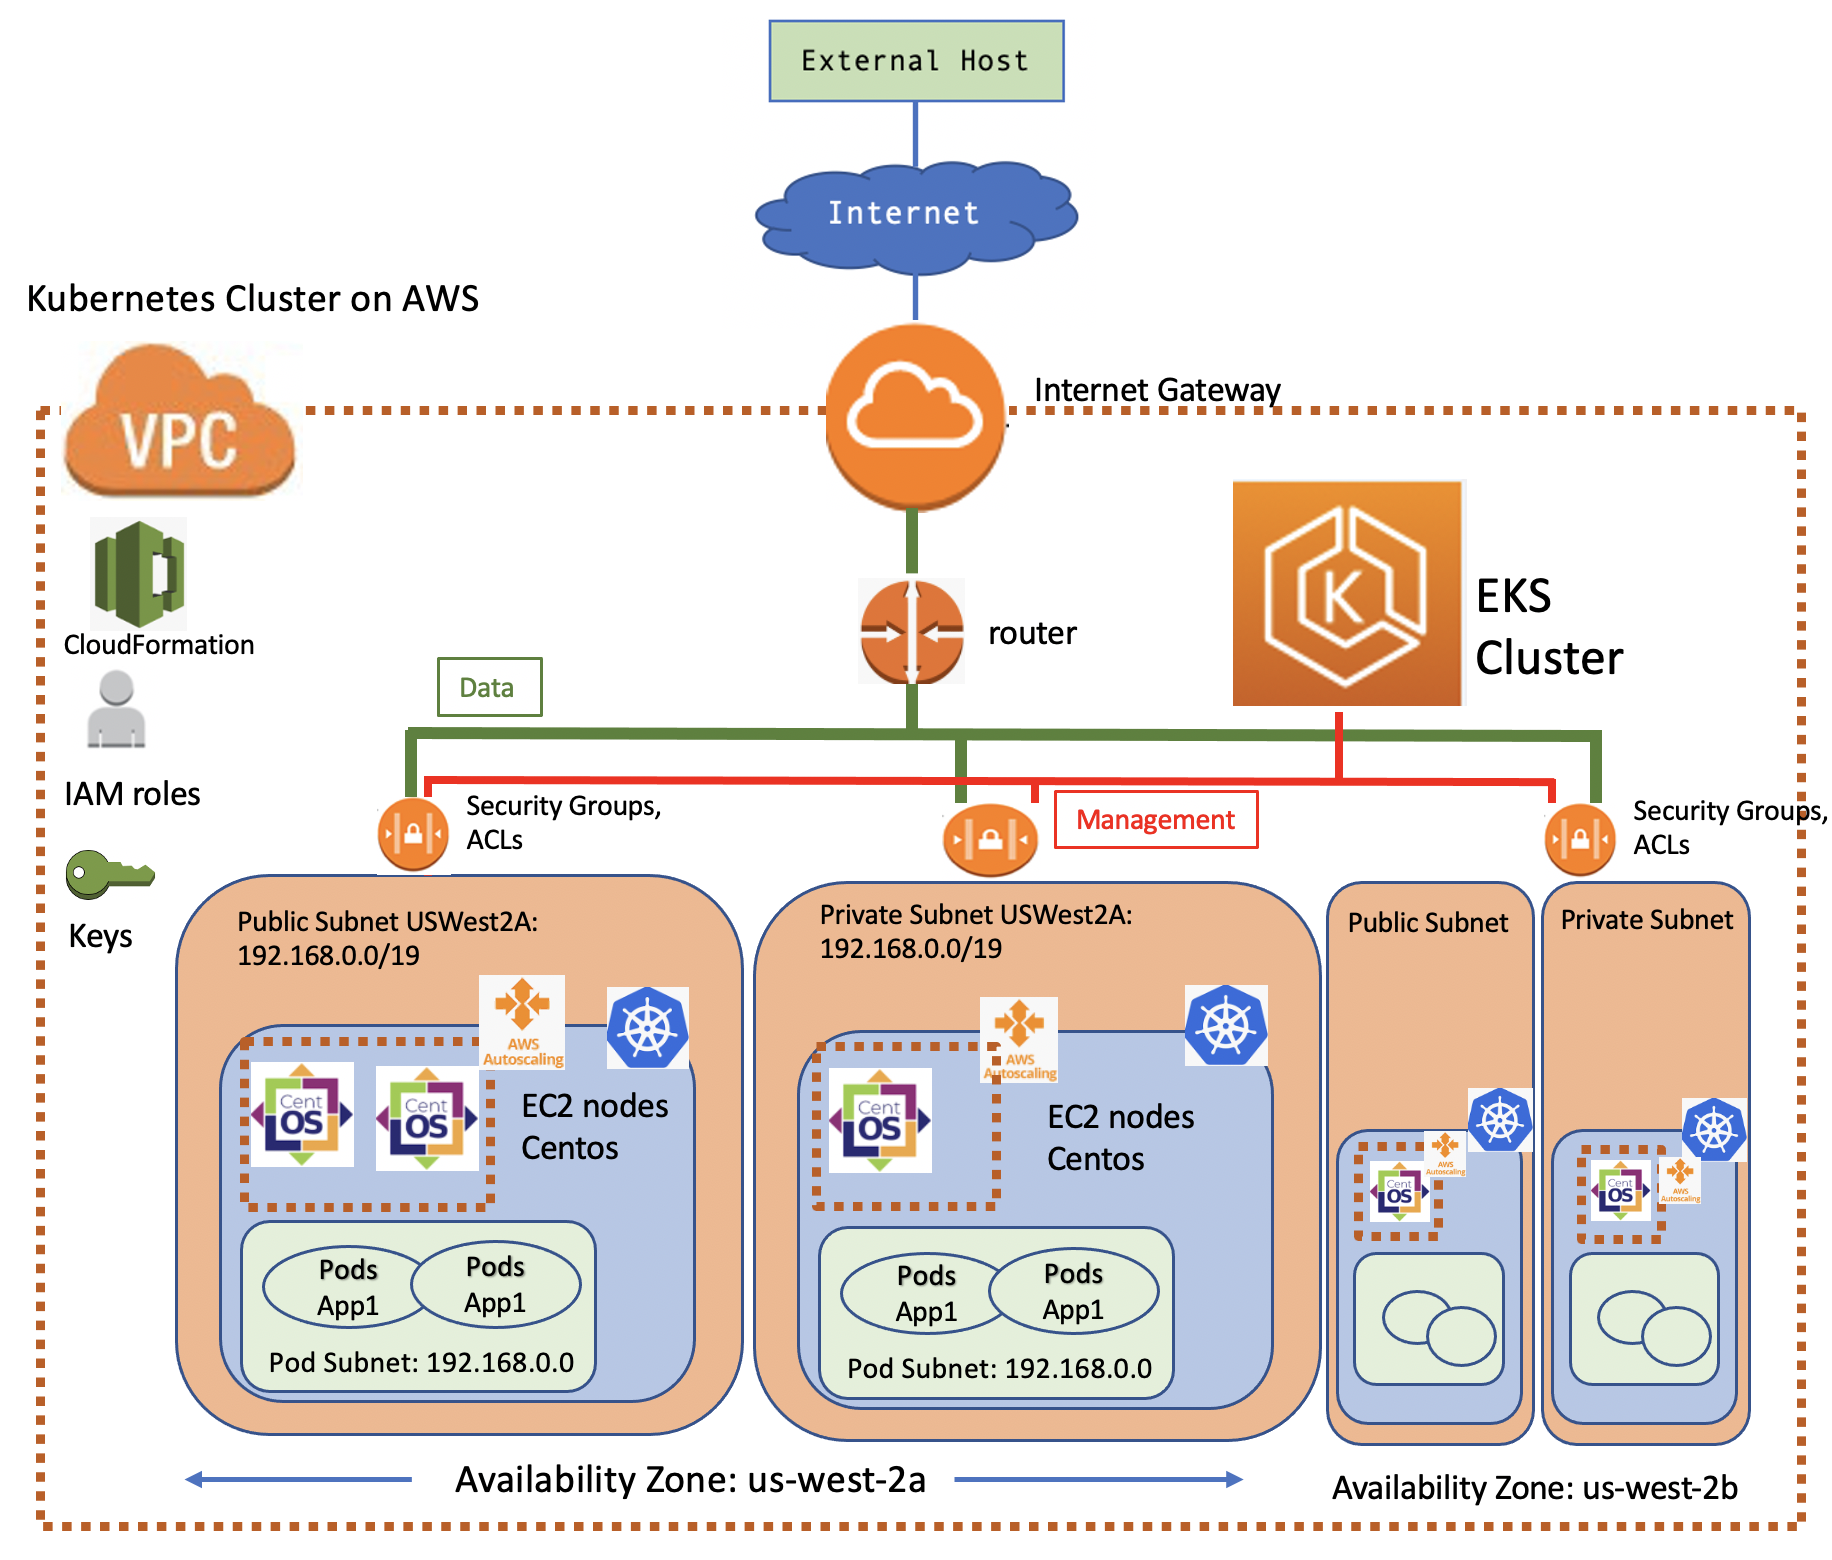 External Host
Internet
Kubernetes Cluster on AWS
VPC
Internet Gateway
CloudFormation
K
EKS
Cluster
router
Data
IAM roles
Security Groups,
ACLs
Management
Security Groups,
ACLs
Keys
Public Subnet USWest2A:
192.168.0.0/19
Private Subnet USWest2A:
192.168.0.0/19
Public Subnet
Private Subnet
AWS
Autoscaling
Cent
OS
Cent
OS
EC2 nodes
Centos
AWS
Autoscaling
Cent
OS
EC2 nodes
Centos
AWS
Autoscaling
Cent
OS
AWS
Autoscaling
Cent
OS
Pods
App1
Pods
App1
Pod Subnet: 192.168.0.0
Pods
App1
Pods
App1
Pod Subnet: 192.168.0.0
Availability Zone: us-west-2a
Availability Zone: us-west-2b